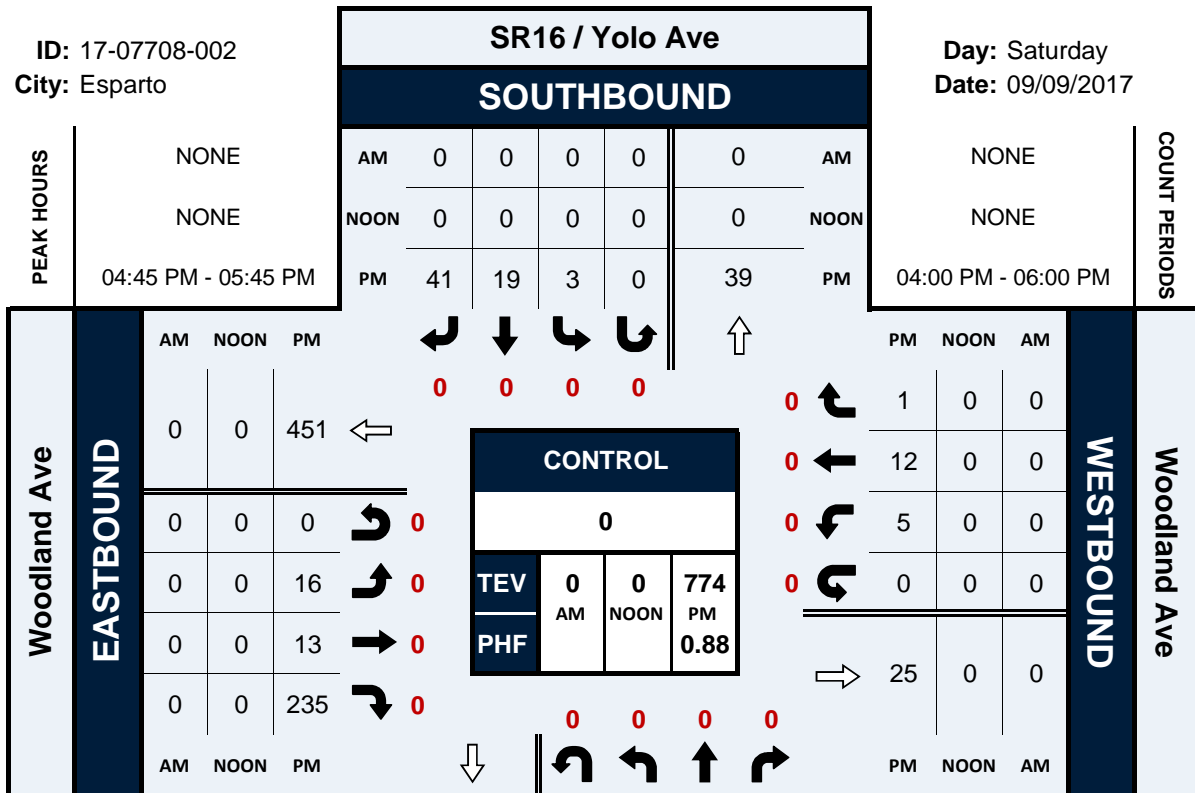 SR16 / Yolo Ave
ID: 17-07708-002
Day: Saturday
City: Esparto
Date: 09/09/2017
SOUTHBOUND
PEAK HOURS
NONE
AM 0 0 0 0 0 AM
NONE
COUNT PERIODS
NONE
NOON 0 0 0 0 0 NOON
NONE
04:45 PM - 05:45 PM
PM 41 19 3 0 39 PM
04:00 PM - 06:00 PM
Woodland Ave
EASTBOUND
AM NOON PM
PM NOON AM
WESTBOUND
Woodland Ave
0 0 0 0
0 1 0 0
0 0 451
CONTROL
0 12 0 0
0 0 0 0
0
0 5 0 0
0 0 16 0
TEV 0 0 774
AM NOON PM
0 0 0 0
0 0 13 0
PHF 0.88
25 0 0
0 0 235 0
0 0 0 0
AM NOON PM
PM NOON AM